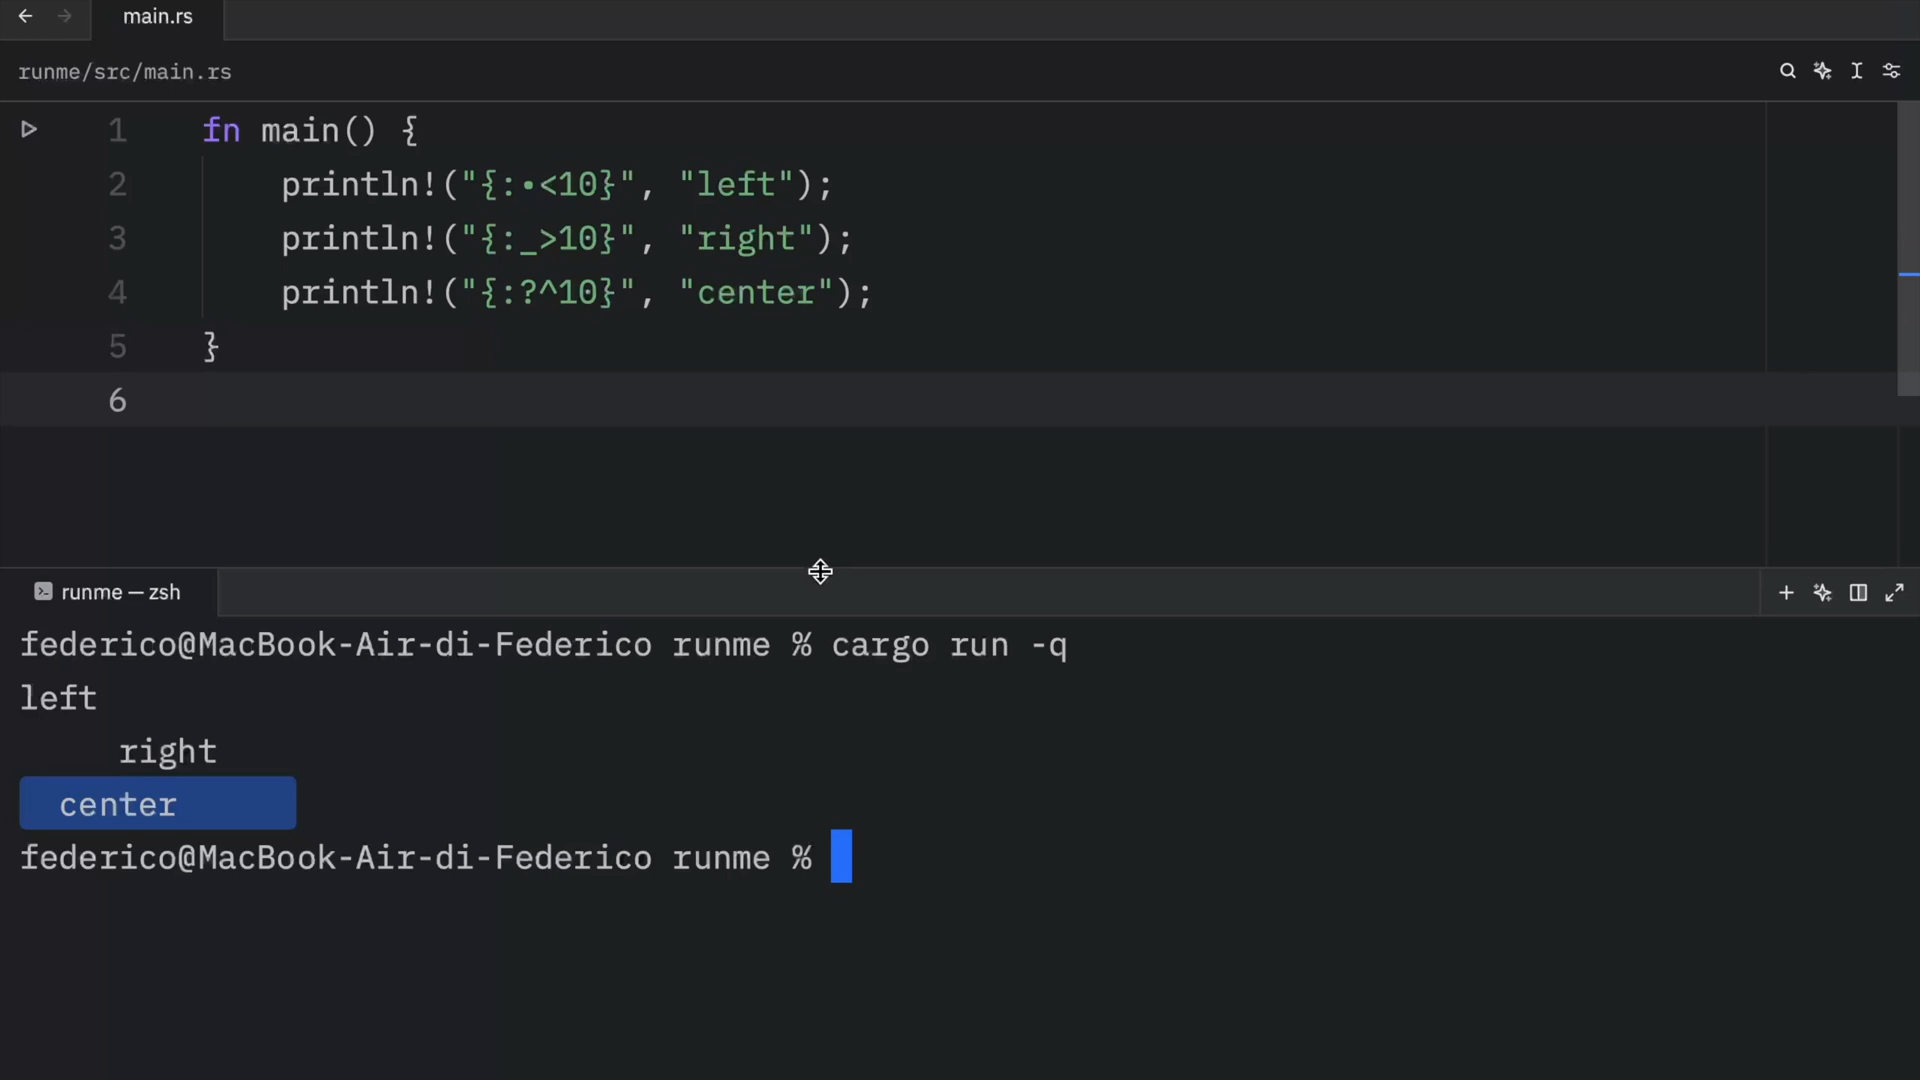 main.rs
runme/src/main.rs
1 fn main() {
2     println!("{:•<10}", "left");
3     println!("{:_>10}", "right");
4     println!("{:?^10}", "center");
5 }
6
runme — zsh
federico@MacBook-Air-di-Federico runme % cargo run -q
left
     right
  center
federico@MacBook-Air-di-Federico runme %